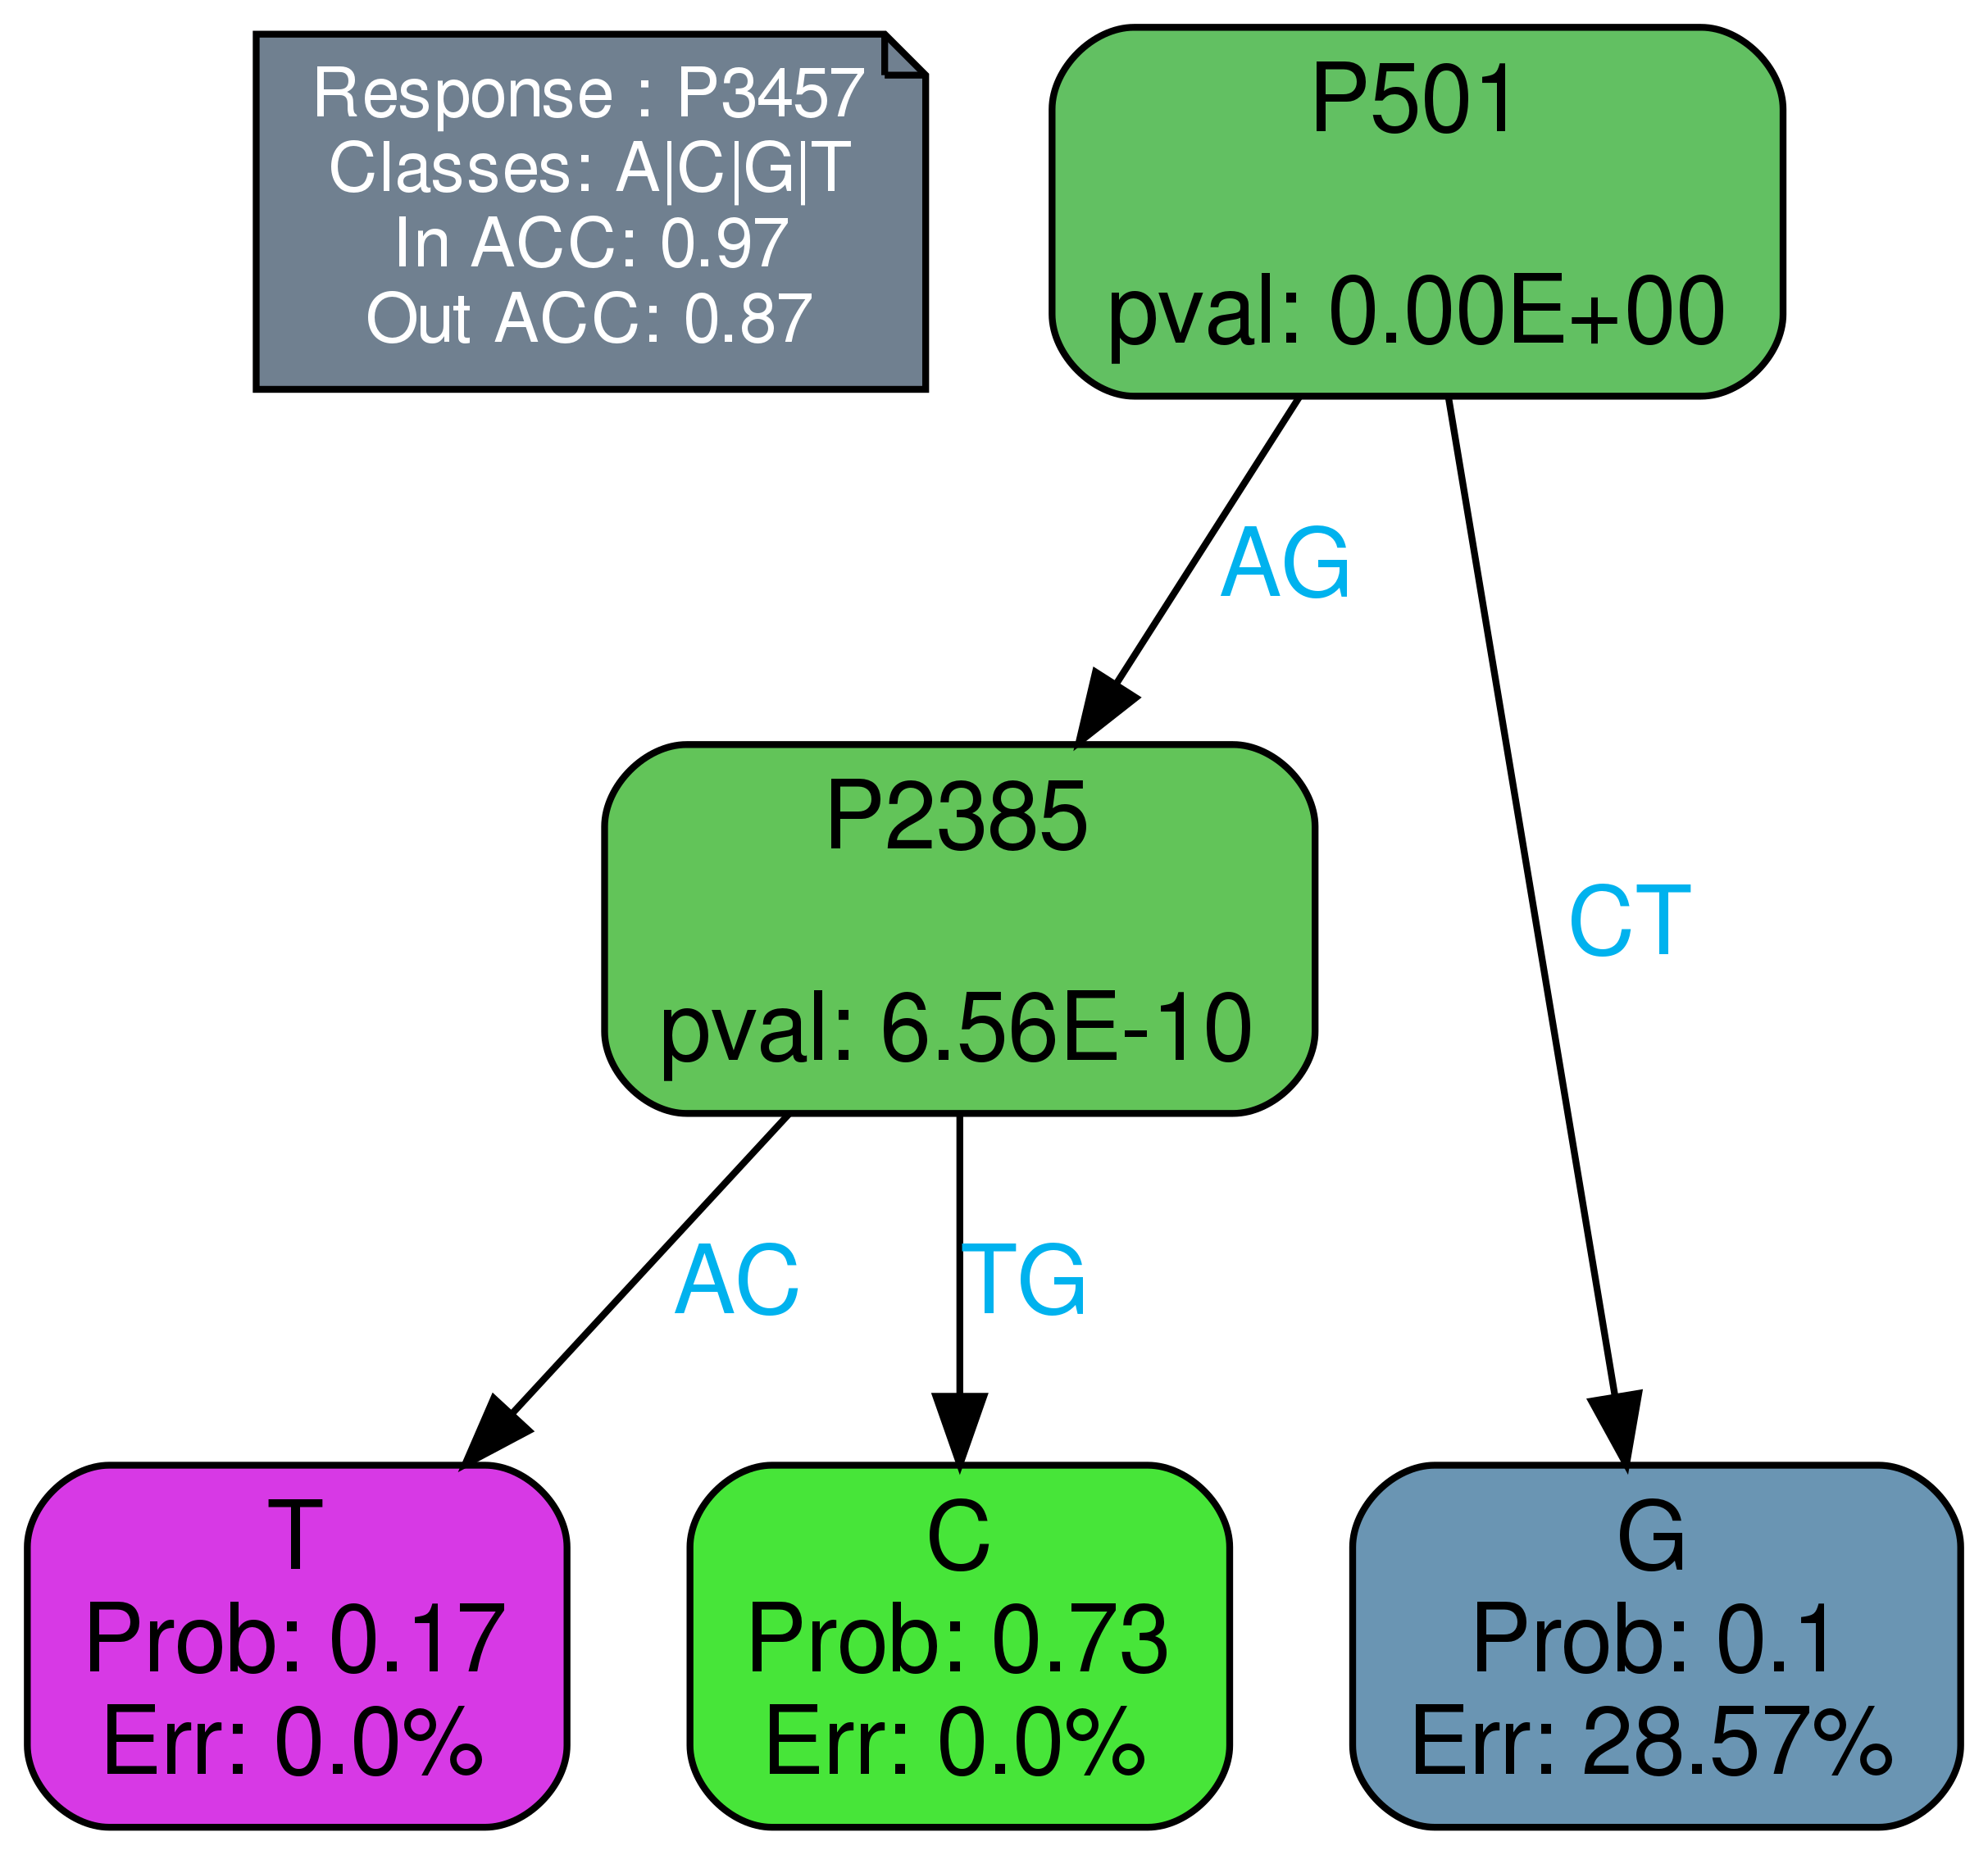 Response : P3457
Classes: A|C|G|T
In ACC: 0.97
Out ACC: 0.87
P501
pval: 0.00E+00
AG
CT
P2385
pval: 6.56E-10
AC
TG
T
Prob: 0.17
Err: 0.0%
C
Prob: 0.73
Err: 0.0%
G
Prob: 0.1
Err: 28.57%